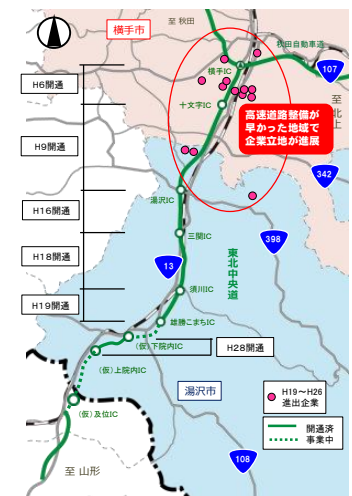 至 秋田
横手市
秋田自動車道
107
横手IC
H6開通
至 北上
十文字IC
高速道路整備が
早かった地域で
企業立地が進展
H9開通
342
湯沢IC
H16開通
三関IC
398
H18開通
東北中央道
13
須川IC
H19開通
雄勝こまちIC
(仮)下院内IC
H28開通
(仮)上院内IC
湯沢市
H19～H26
進出企業
(仮)及位IC
開通済
事業中
108
至 山形